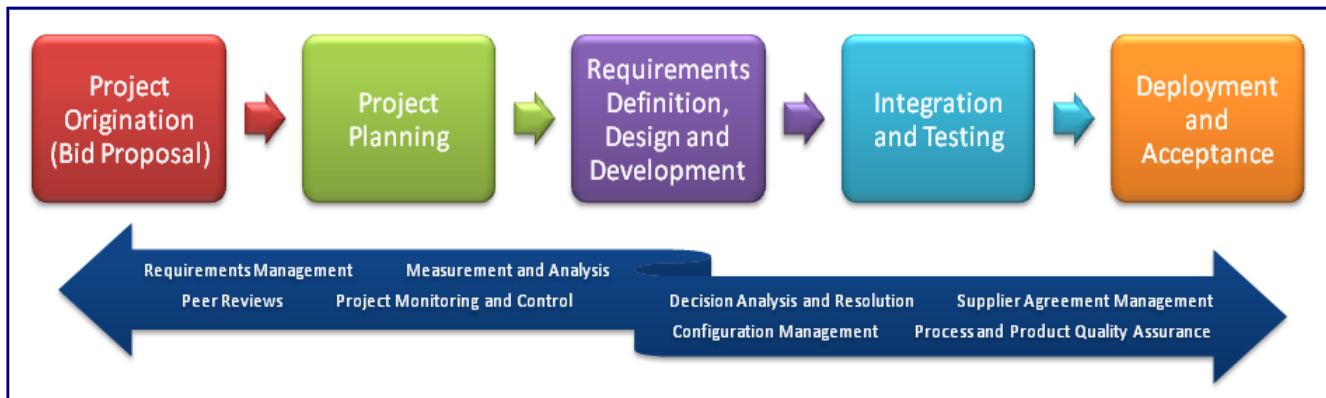 Project
Origination
(Bid Proposal)
Project
Planning
Requirements
Definition,
Design and
Development
Integration
and Testing
Deployment
and
Acceptance
Requirements Management
Measurement and Analysis
Peer Reviews
Project Monitoring and Control
Decision Analysis and Resolution
Supplier Agreement Management
Configuration Management
Process and Product Quality Assurance